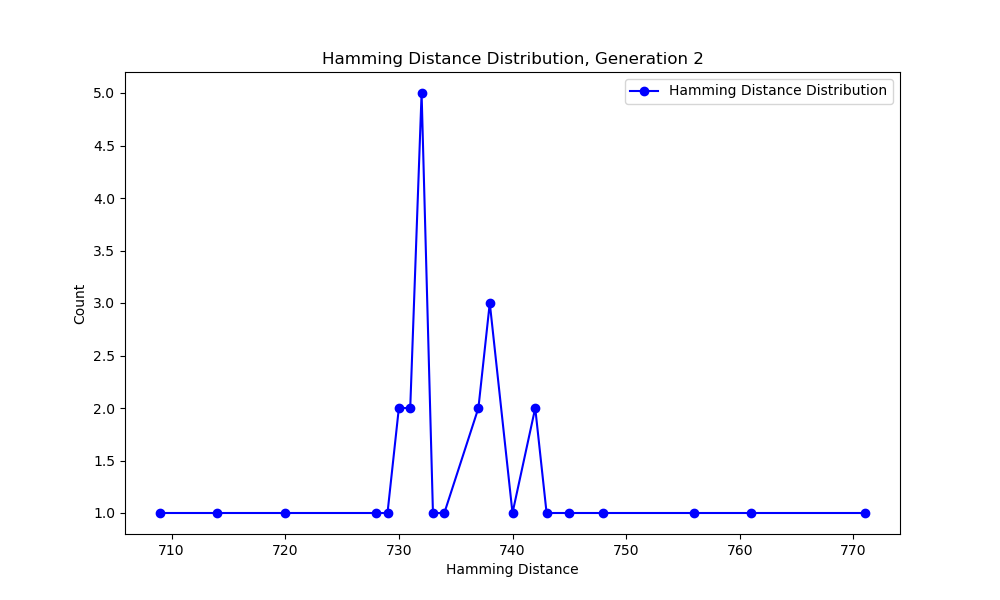 Hamming Distance Distribution, Generation 2
Hamming Distance Distribution
5.0
4.5
4.0
3.5
3.0
2.5
2.0
1.5
1.0
Count
710 720 730 740 750 760 770
Hamming Distance